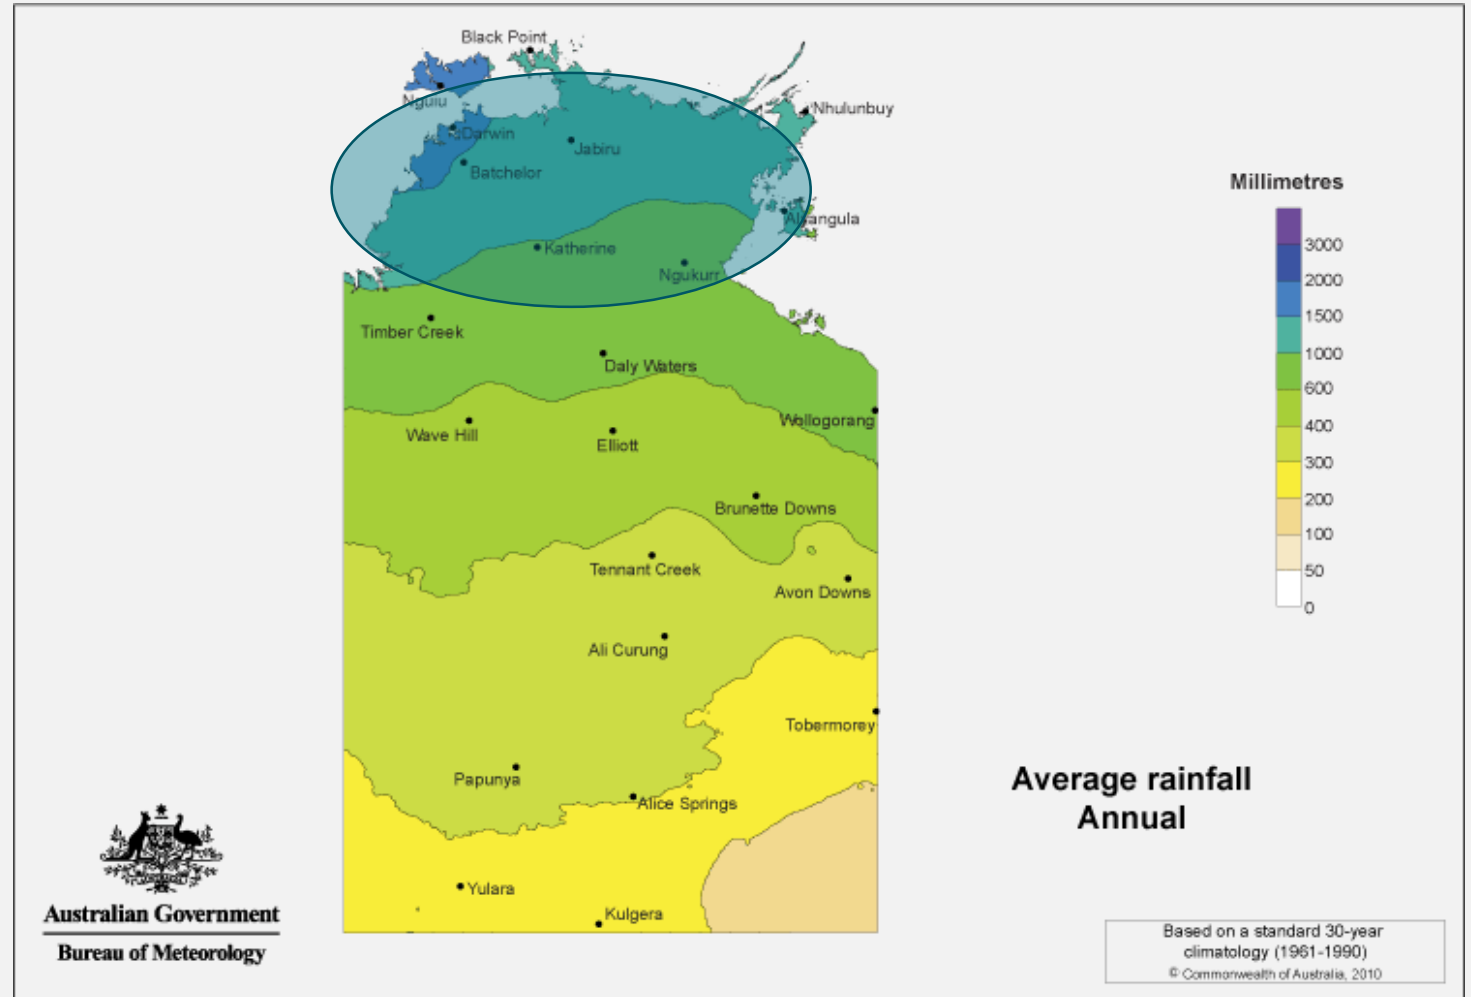 Black Point
Nguiu
Nhulunbuy
Darwin
Jabiru
Batchelor
Alyangula
Katherine
Ngukurr
Timber Creek
Daly Waters
Wave Hill
Elliott
Wollogorang
Brunette Downs
Tennant Creek
Avon Downs
Ali Curung
Tobermorey
Papunya
Alice Springs
Yulara
Kulgera
Millimetres
3000
2000
1500
1000
600
400
300
200
100
50
0
Average rainfall
Annual
Australian Government
Bureau of Meteorology
Based on a standard 30-year
climatology (1961-1990)
© Commonwealth of Australia, 2010